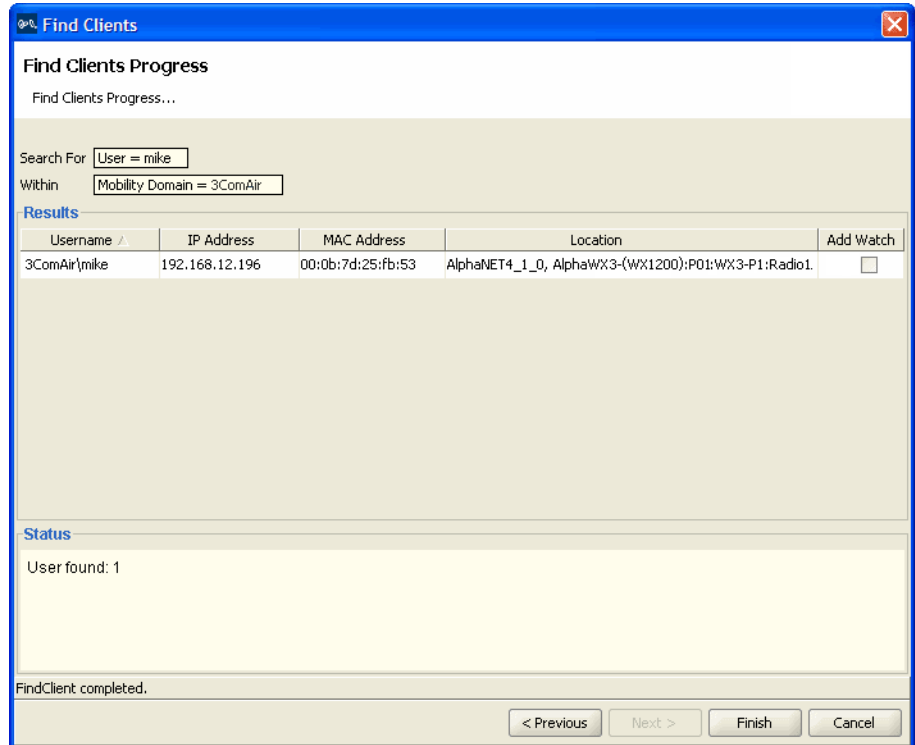 Find Clients
Find Clients Progress
Find Clients Progress...
Search For User = mike
Within Mobility Domain = 3ComAir
Results
Username IP Address MAC Address Location Add Watch
3ComAir\mike 192.168.12.196 00:0b:7d:25:fb:53 AlphaNET4_1_0, AlphaWX3-(WX1200):P01:WX3-P1:Radio1.
Status
User found: 1
FindClient completed.
< Previous Next > Finish Cancel